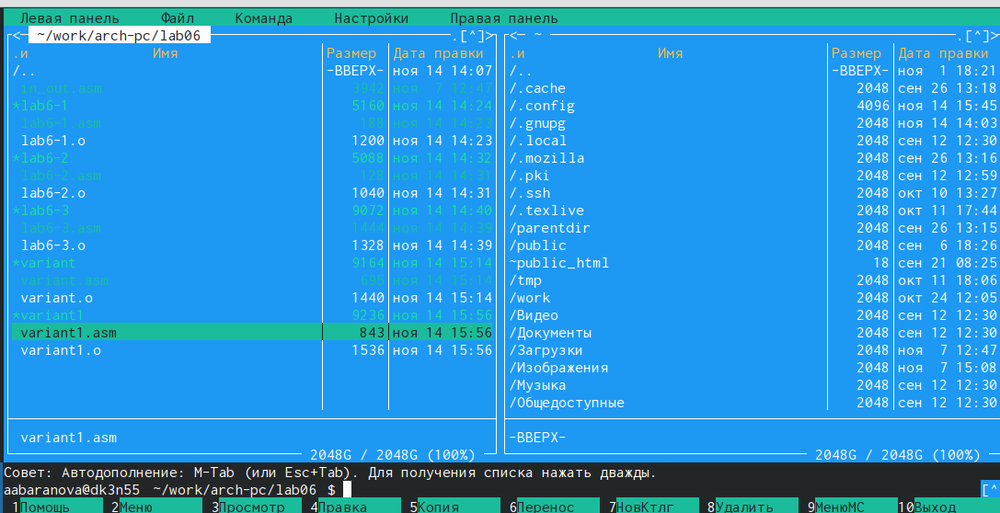 Левая панель Файл Команда Настройки Правая панель
<- ~/work/arch-pc/lab06 .[^]>
.и Имя Размер Дата правки
/.. -ВВЕРХ- ноя 14 14:07
in_out.asm 3942 ноя 7 12:47
*lab6-1 5160 ноя 14 14:24
lab6-1.asm 188 ноя 14 14:23
lab6-1.o 1200 ноя 14 14:23
*lab6-2 5088 ноя 14 14:32
lab6-2.asm 128 ноя 14 14:31
lab6-2.o 1040 ноя 14 14:31
*lab6-3 9072 ноя 14 14:40
lab6-3.asm 1444 ноя 14 14:39
lab6-3.o 1328 ноя 14 14:39
*variant 9164 ноя 14 15:14
variant.asm ноя 14 15:14
variant.o 1440 ноя 14 15:14
*variant1 9236 ноя 14 15:56
variant1.asm 843 ноя 14 15:56
variant1.o 1536 ноя 14 15:56
variant1.asm
2048G / 2048G (100%)
<- ~ .[^]>
.и Имя Размер Дата правки
/.. -ВВЕРХ- ноя 1 18:21
/.cache 2048 сен 26 13:18
/.config 4096 ноя 14 15:45
/.gnupg 2048 ноя 14 14:03
/.local 2048 сен 12 12:30
/.mozilla 2048 сен 26 13:16
/.pki 2048 сен 12 12:59
/.ssh 2048 окт 10 13:27
/.texlive 2048 окт 11 17:44
/parentdir 2048 сен 26 13:15
/public 2048 сен 6 18:26
~public_html 18 сен 21 08:25
/tmp 2048 окт 11 18:06
/work 2048 окт 24 12:05
/Видео 2048 сен 12 12:30
/Документы 2048 сен 12 12:30
/Загрузки 2048 ноя 7 12:47
/Изображения 2048 ноя 7 15:08
/Музыка 2048 сен 12 12:30
/Общедоступные 2048 сен 12 12:30
-ВВЕРХ-
2048G / 2048G (100%)
Совет: Автодополнение: M-Tab (или Esc+Tab). Для получения списка нажать дважды.
aabaranova@dk3n55 ~/work/arch-pc/lab06 $ [^
1Помощь 2Меню 3Просмотр 4Правка 5Копия 6Перенос 7НовКтлг 8Удалить 9МенюМС 10Выход